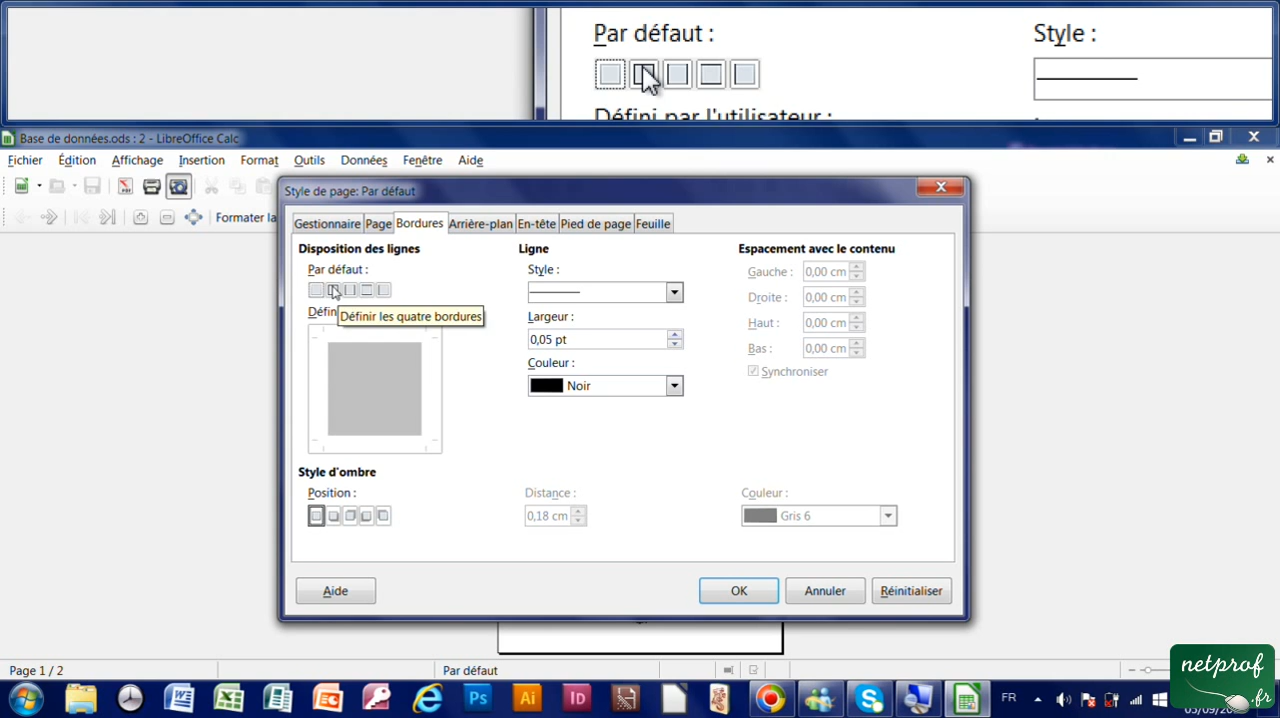 Par défaut :
Style :
Défini par l'utilisateur :
Base de données.ods : 2 - LibreOffice Calc
Fichier Édition Affichage Insertion Format Outils Données Fenêtre Aide
Formater la
Style de page: Par défaut
Gestionnaire Page Bordures Arrière-plan En-tête Pied de page Feuille
Disposition des lignes
Par défaut :
Défin
Définir les quatre bordures
Ligne
Style :
Largeur :
0,05 pt
Couleur :
Noir
Espacement avec le contenu
Gauche : 0,00 cm
Droite : 0,00 cm
Haut : 0,00 cm
Bas : 0,00 cm
Synchroniser
Style d'ombre
Position :
Distance :
0,18 cm
Couleur :
Gris 6
Aide
OK
Annuler
Réinitialiser
Page 1 / 2
Par défaut
Ps
Ai
ID
FR
netprof
.fr